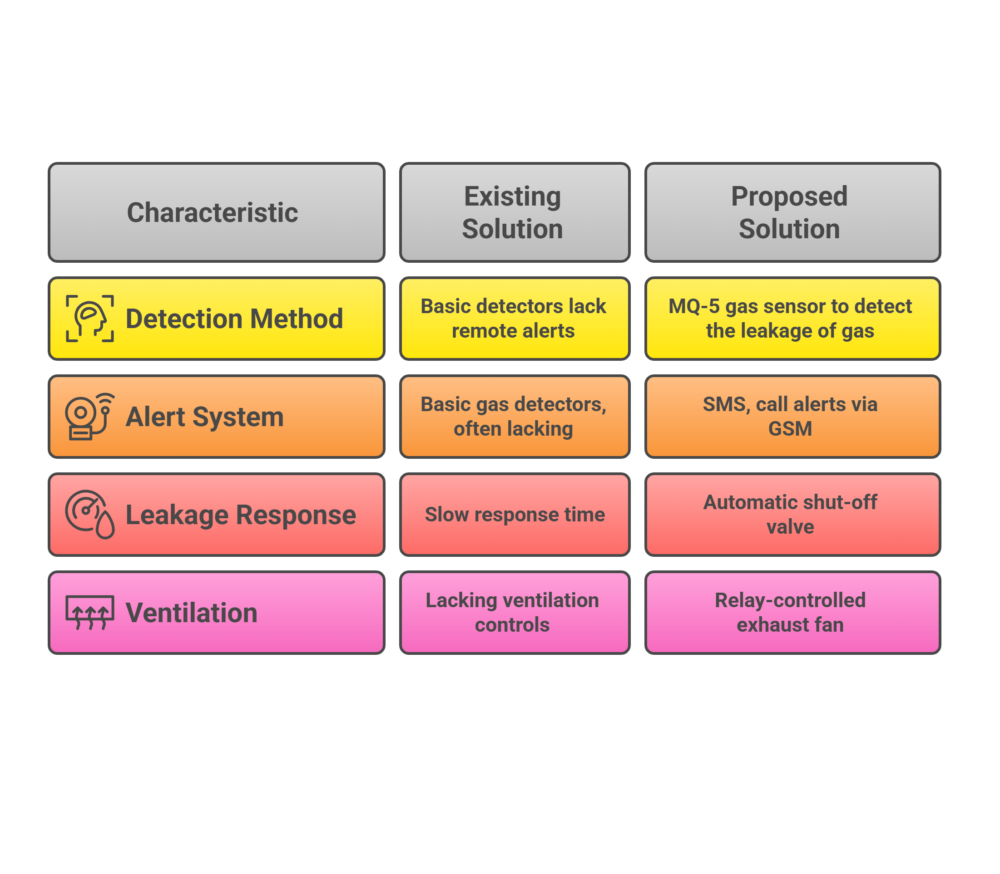 Characteristic
Existing
Solution
Proposed
Solution
Detection Method
Basic detectors lack
remote alerts
MQ-5 gas sensor to detect
the leakage of gas
Alert System
Basic gas detectors,
often lacking
SMS, call alerts via
GSM
Leakage Response
Slow response time
Automatic shut-off
valve
Ventilation
Lacking ventilation
controls
Relay-controlled
exhaust fan